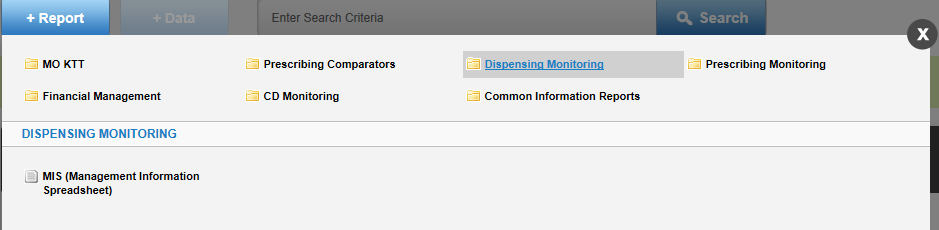 + Report
+ Data
Enter Search Criteria
Search
X
MO KTT
Prescribing Comparators
Dispensing Monitoring
Prescribing Monitoring
Financial Management
CD Monitoring
Common Information Reports
DISPENSING MONITORING
MIS (Management Information
Spreadsheet)